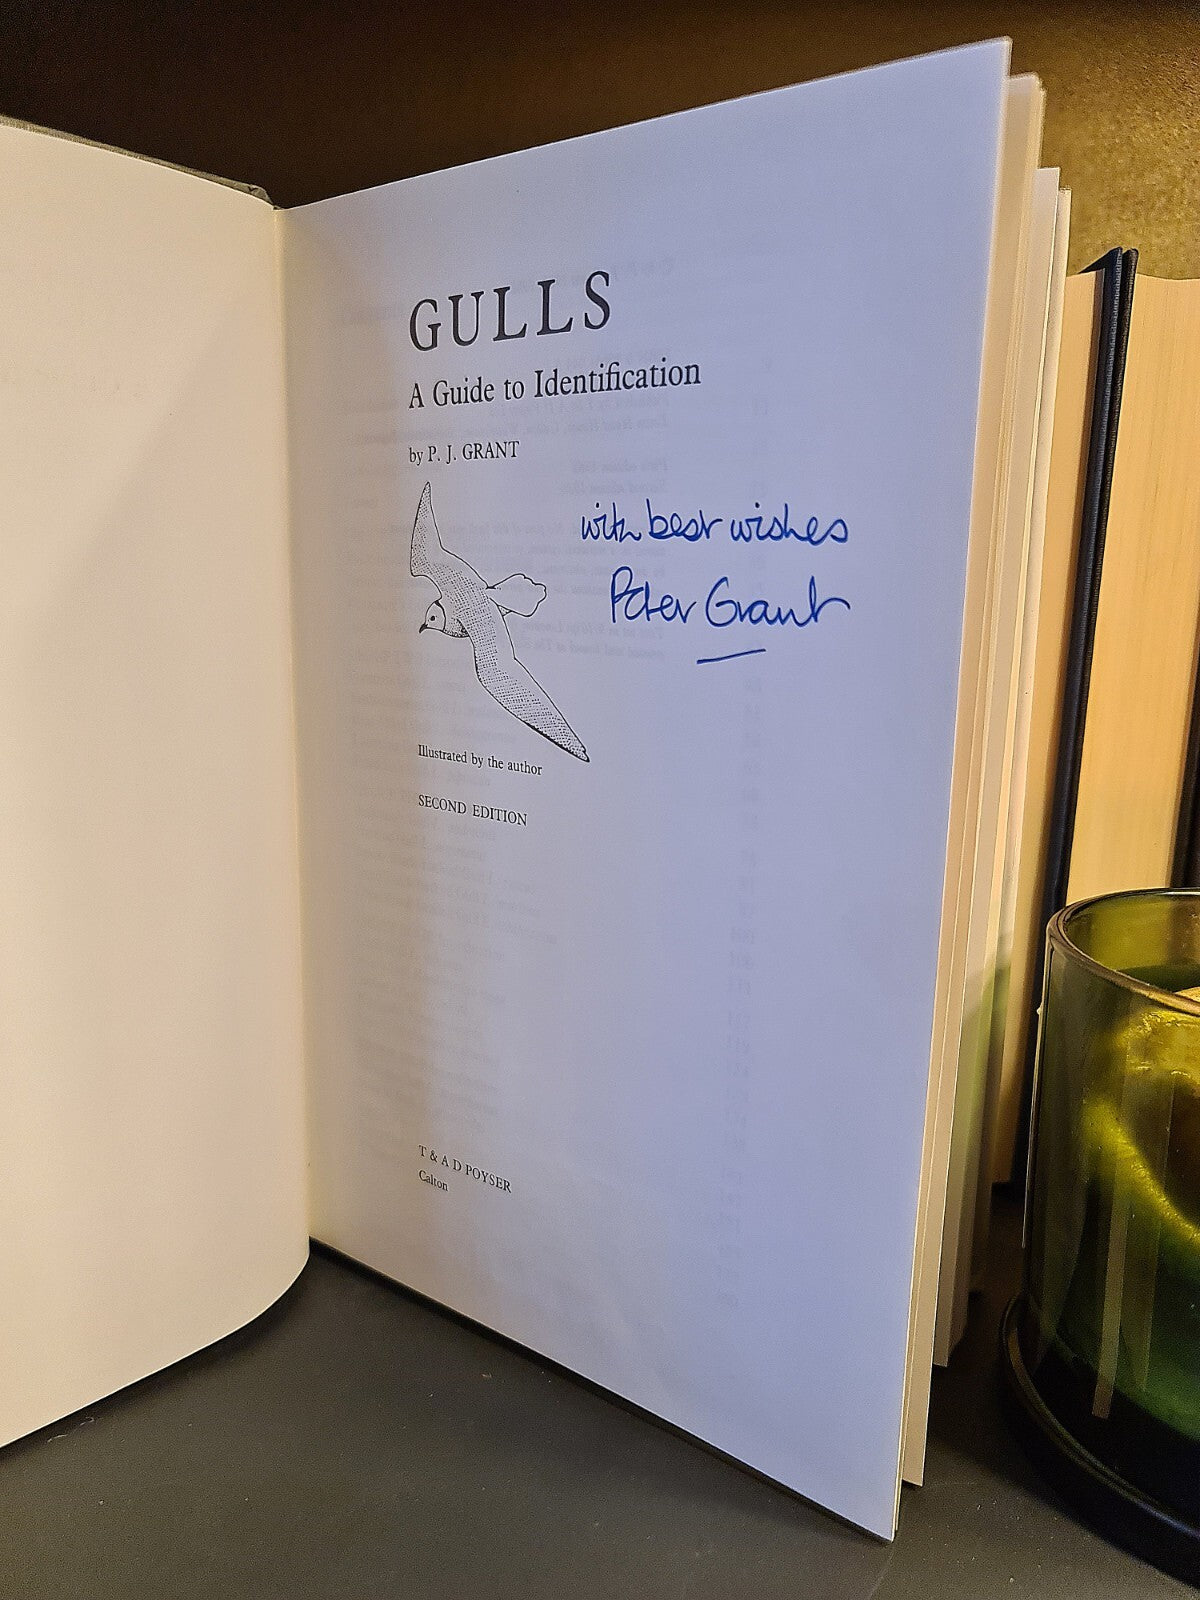 GULLS
A Guide to Identification
by P. J. GRANT
with best wishes
Peter Grant
Illustrated by the author
SECOND EDITION
T & A D POYSER
Calton